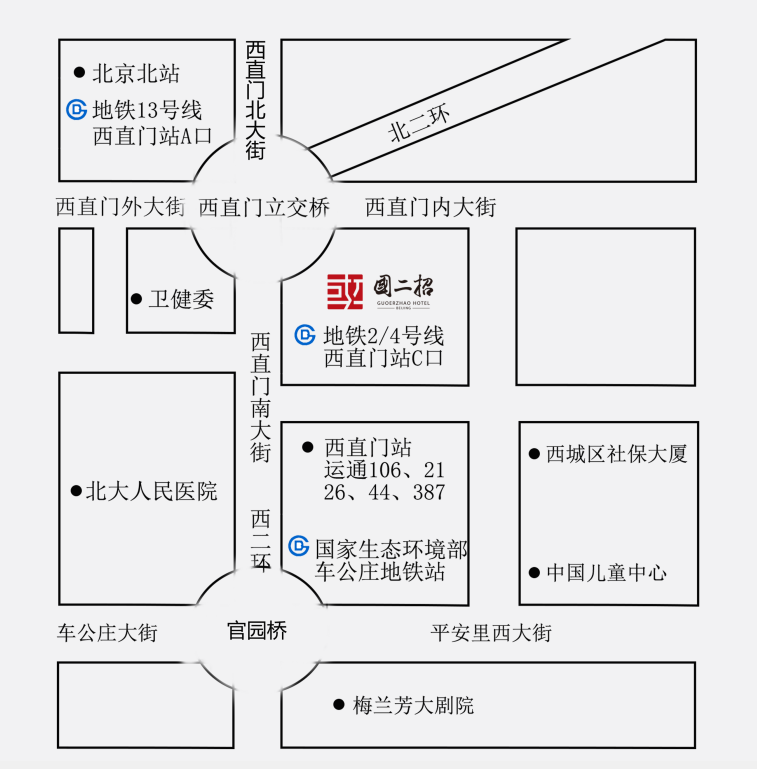 西直门北大街
北京北站
地铁13号线
西直门站A口
北二环
西直门外大街
西直门立交桥
西直门内大街
卫健委
國二招
GUOERZHAO HOTEL
BEIJING
地铁2/4号线
西直门站C口
西直门南大街
西直门站
运通106、21
26、44、387
西城区社保大厦
北大人民医院
西二环
国家生态环境部
车公庄地铁站
中国儿童中心
车公庄大街
官园桥
平安里西大街
梅兰芳大剧院